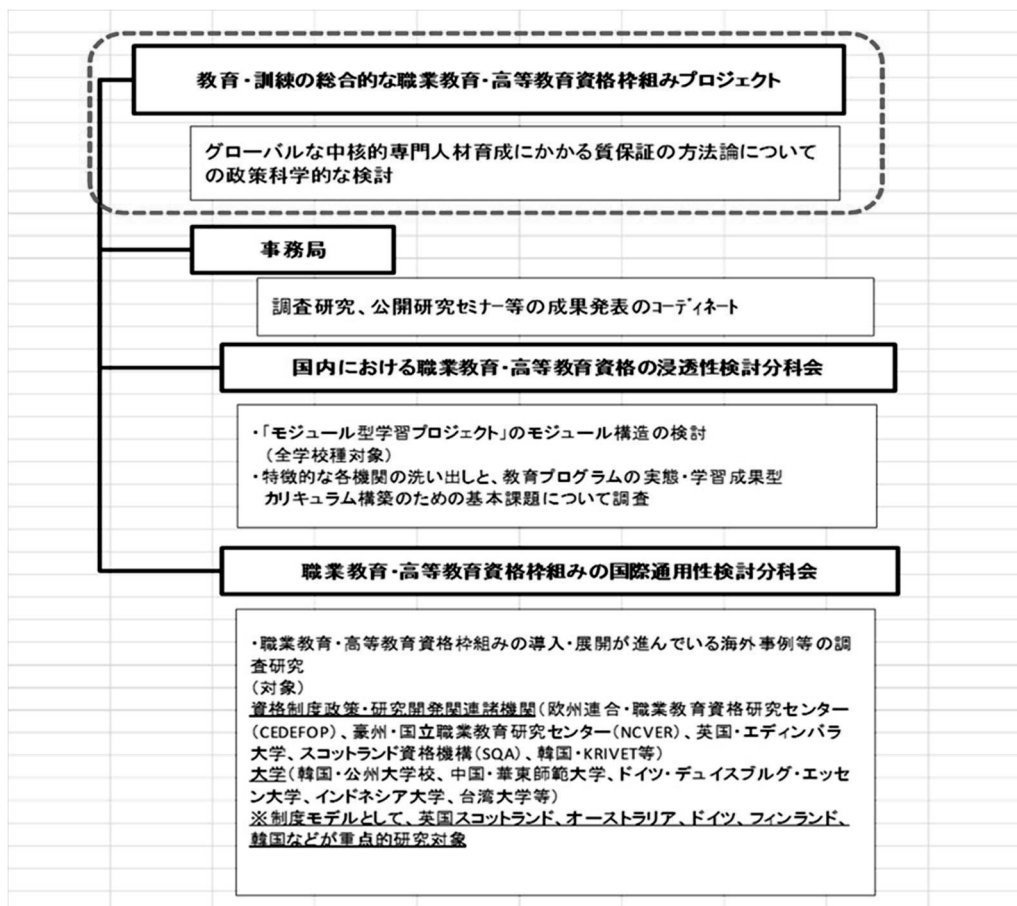 教育・訓練の総合的な職業教育・高等教育資格枠組みプロジェクト
グローバルな中核的専門人材育成にかかる質保証の方法論について
の政策科学的な検討
事務局
調査研究、公開研究ｾﾐﾅｰ等の成果発表のｺｰﾃﾞｨﾈｰﾄ
国内における職業教育・高等教育資格の浸透性検討分科会
・「モジュール型学習プロジェクト」のモジュール構造の検討
（全学校種対象）
・特徴的な各機関の洗い出しと、教育プログラムの実態・学習成果型
カリキュラム構築のための基本課題について調査
職業教育・高等教育資格枠組みの国際通用性検討分科会
・職業教育・高等教育資格枠組みの導入・展開が進んでいる海外事例等の調
査研究
（対象）
資格制度政策・研究開発関連諸機関（欧州連合・職業教育資格研究センター
（CEDEFOP）、豪州・国立職業教育研究センター（NCVER）、英国・エディンバラ
大学、スコットランド資格機構（SQA）、韓国・KRIVET等）
大学（韓国・公州大学校、中国・華東師範大学、ドイツ・デュイスブルグ・エッセ
ン大学、インドネシア大学、台湾大学等）
※制度モデルとして、英国スコットランド、オーストラリア、ドイツ、フィンランド、
韓国などが重点的研究対象